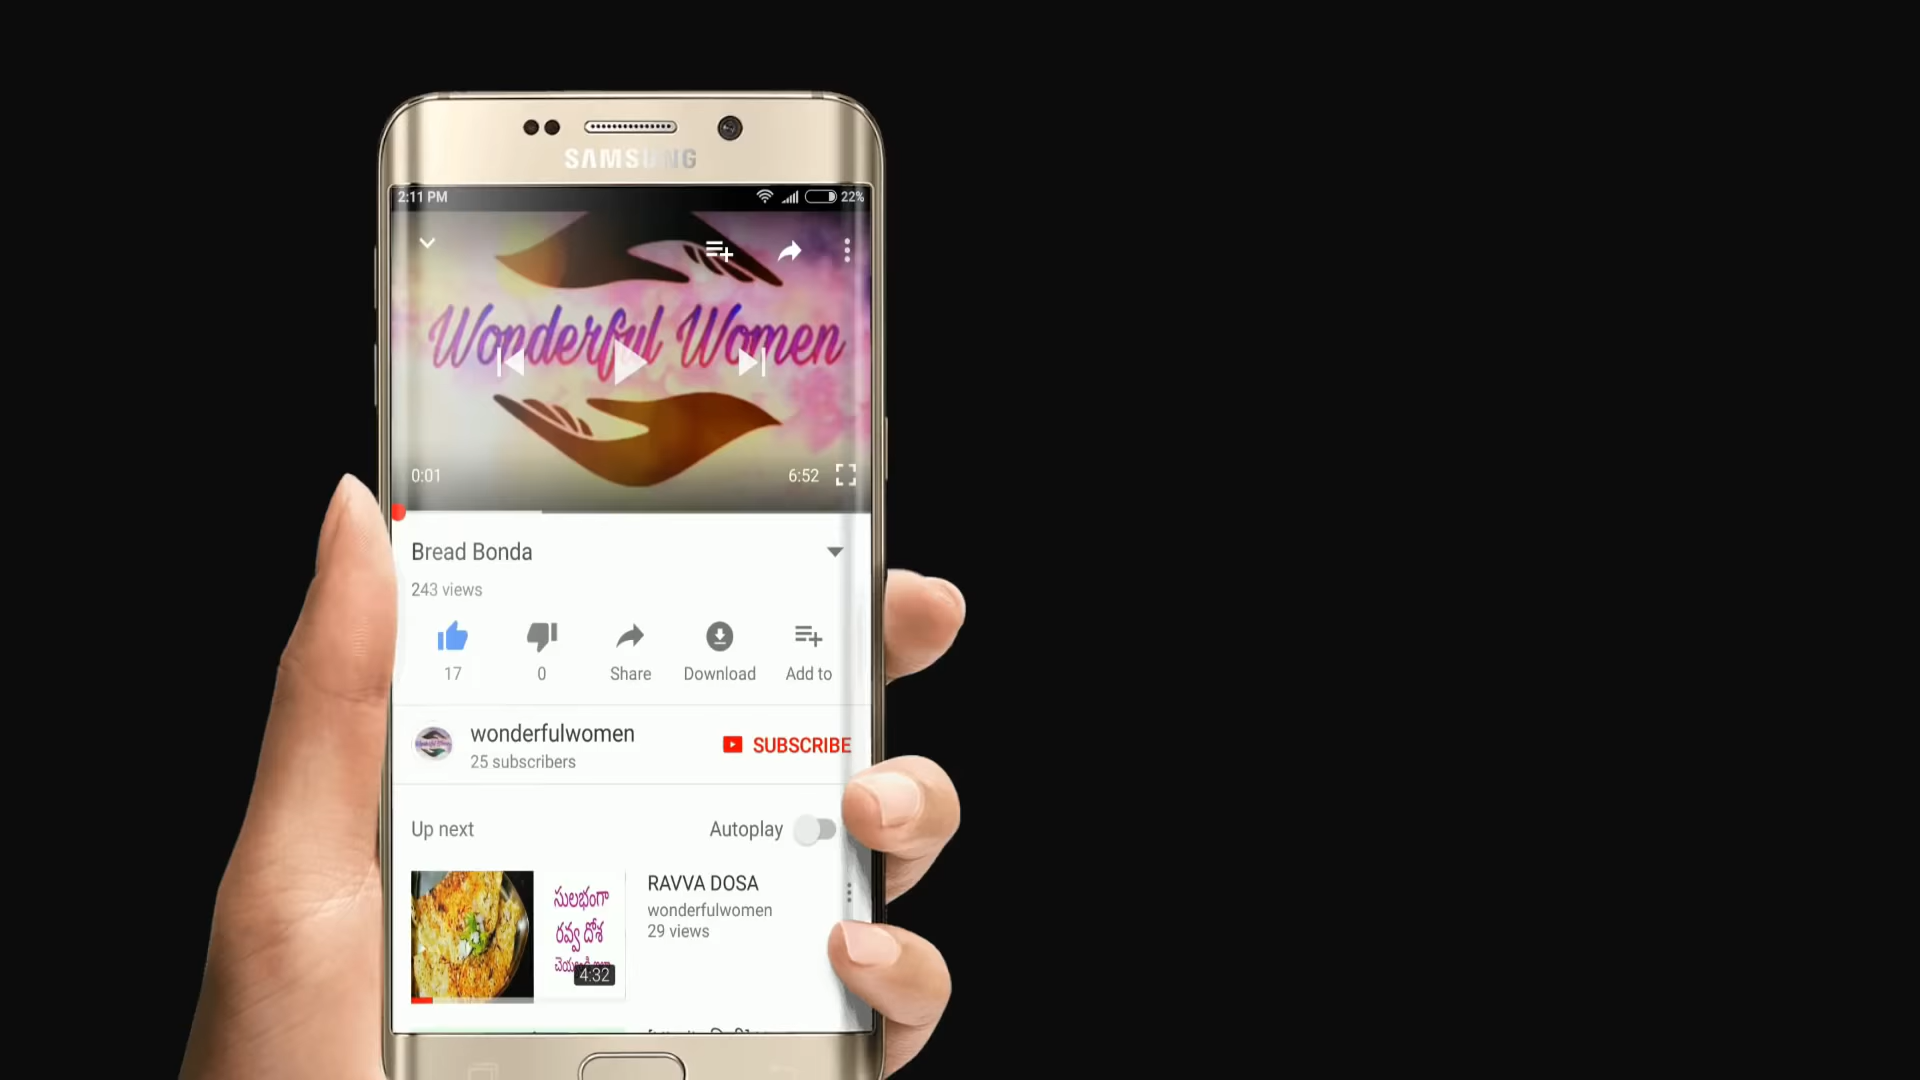 SAMSUNG
2:11 PM
22%
Wonderful Women
0:01
6:52
Bread Bonda
243 views
17
0
Share
Download
Add to
wonderfulwomen
25 subscribers
SUBSCRIBE
Up next
Autoplay
సులభంగా
రవ్వ దోశ
4:32
RAVVA DOSA
wonderfulwomen
29 views